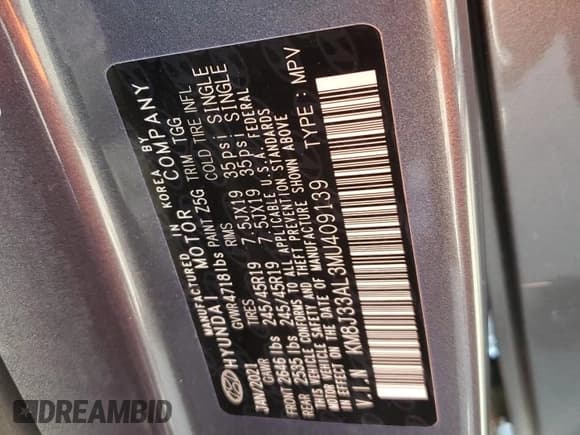 MANUFACTURED IN KOREA BY
HYUNDAI MOTOR COMPANY
JAN/2021 GVWR 4718 lbs PAINT Z5G TRIM TGG
GAWR TIRES RIMS COLD TIRE INFL
FRONT 2646 lbs 245/45R19 7.5JX19 35psi SINGLE
REAR 2535 lbs 245/45R19 7.5JX19 35psi SINGLE
THIS VEHICLE CONFORMS TO ALL APPLICABLE U.S.A. FEDERAL
MOTOR VEHICLE SAFETY, AND THEFT PREVENTION STANDARDS
IN EFFECT ON THE DATE OF MANUFACTURE SHOWN ABOVE
V.I.N KM8J33AL3MU409139 TYPE : MPV
DREAMBID